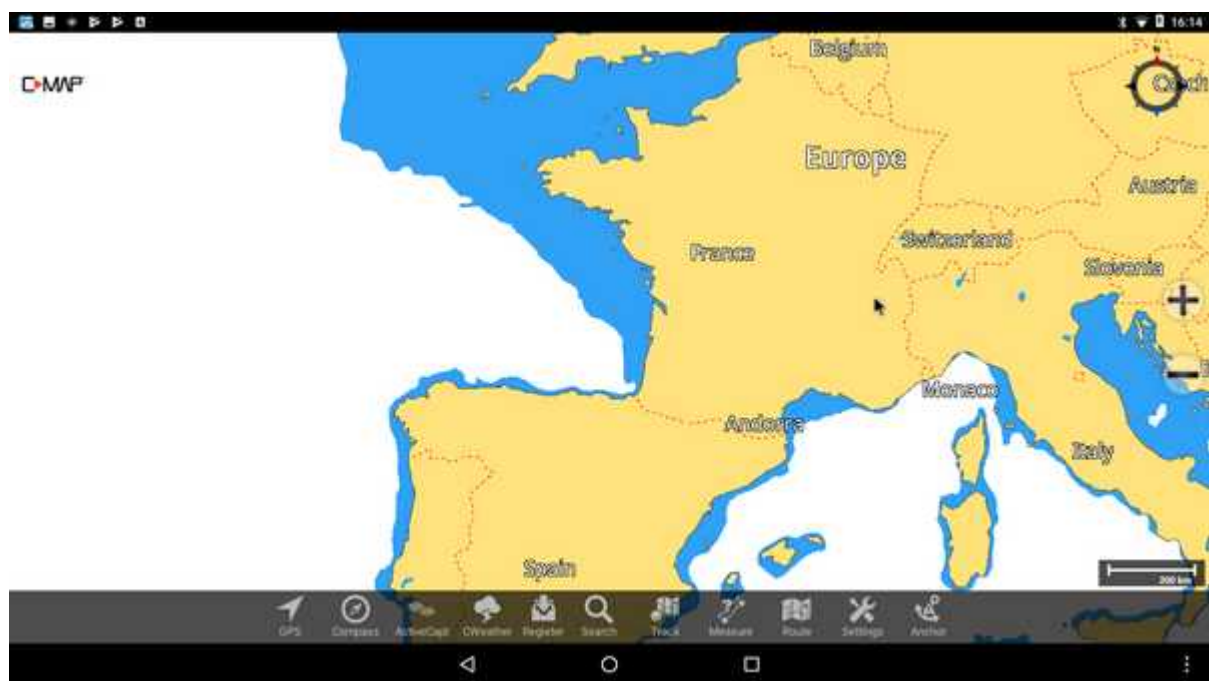 16:14
C-MAP
Belgium
Czech
Europe
Austria
Switzerland
France
Slovenia
Monaco
Andorra
Italy
Spain
200 km
GPS Compass ActiveCapt CWeather Register Search Track Measure Route Settings Anchor